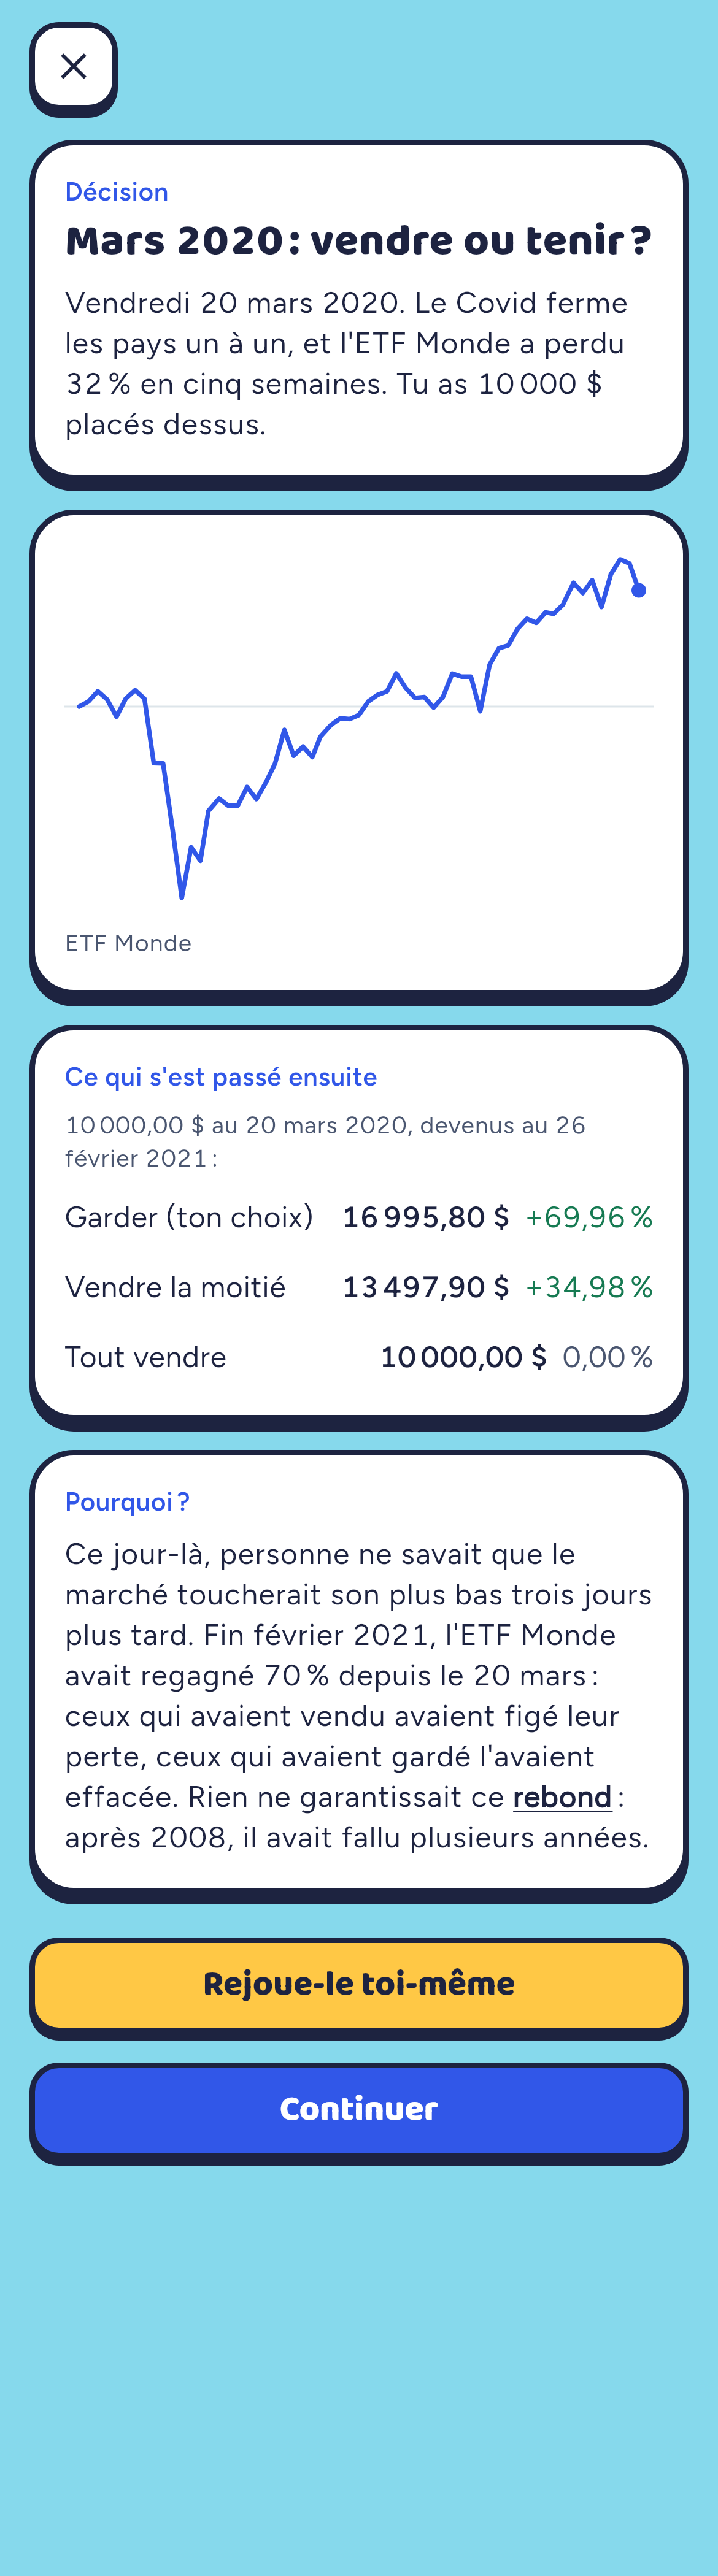 Décision
Mars 2020 : vendre ou tenir ?
Vendredi 20 mars 2020. Le Covid ferme
les pays un à un, et l'ETF Monde a perdu
32 % en cinq semaines. Tu as 10 000 $
placés dessus.
ETF Monde
Ce qui s'est passé ensuite
10 000,00 $ au 20 mars 2020, devenus au 26
février 2021 :
Garder (ton choix) 16 995,80 $ +69,96 %
Vendre la moitié 13 497,90 $ +34,98 %
Tout vendre 10 000,00 $ 0,00 %
Pourquoi ?
Ce jour-là, personne ne savait que le
marché toucherait son plus bas trois jours
plus tard. Fin février 2021, l'ETF Monde
avait regagné 70 % depuis le 20 mars :
ceux qui avaient vendu avaient figé leur
perte, ceux qui avaient gardé l'avaient
effacée. Rien ne garantissait ce rebond :
après 2008, il avait fallu plusieurs années.
Rejoue-le toi-même
Continuer